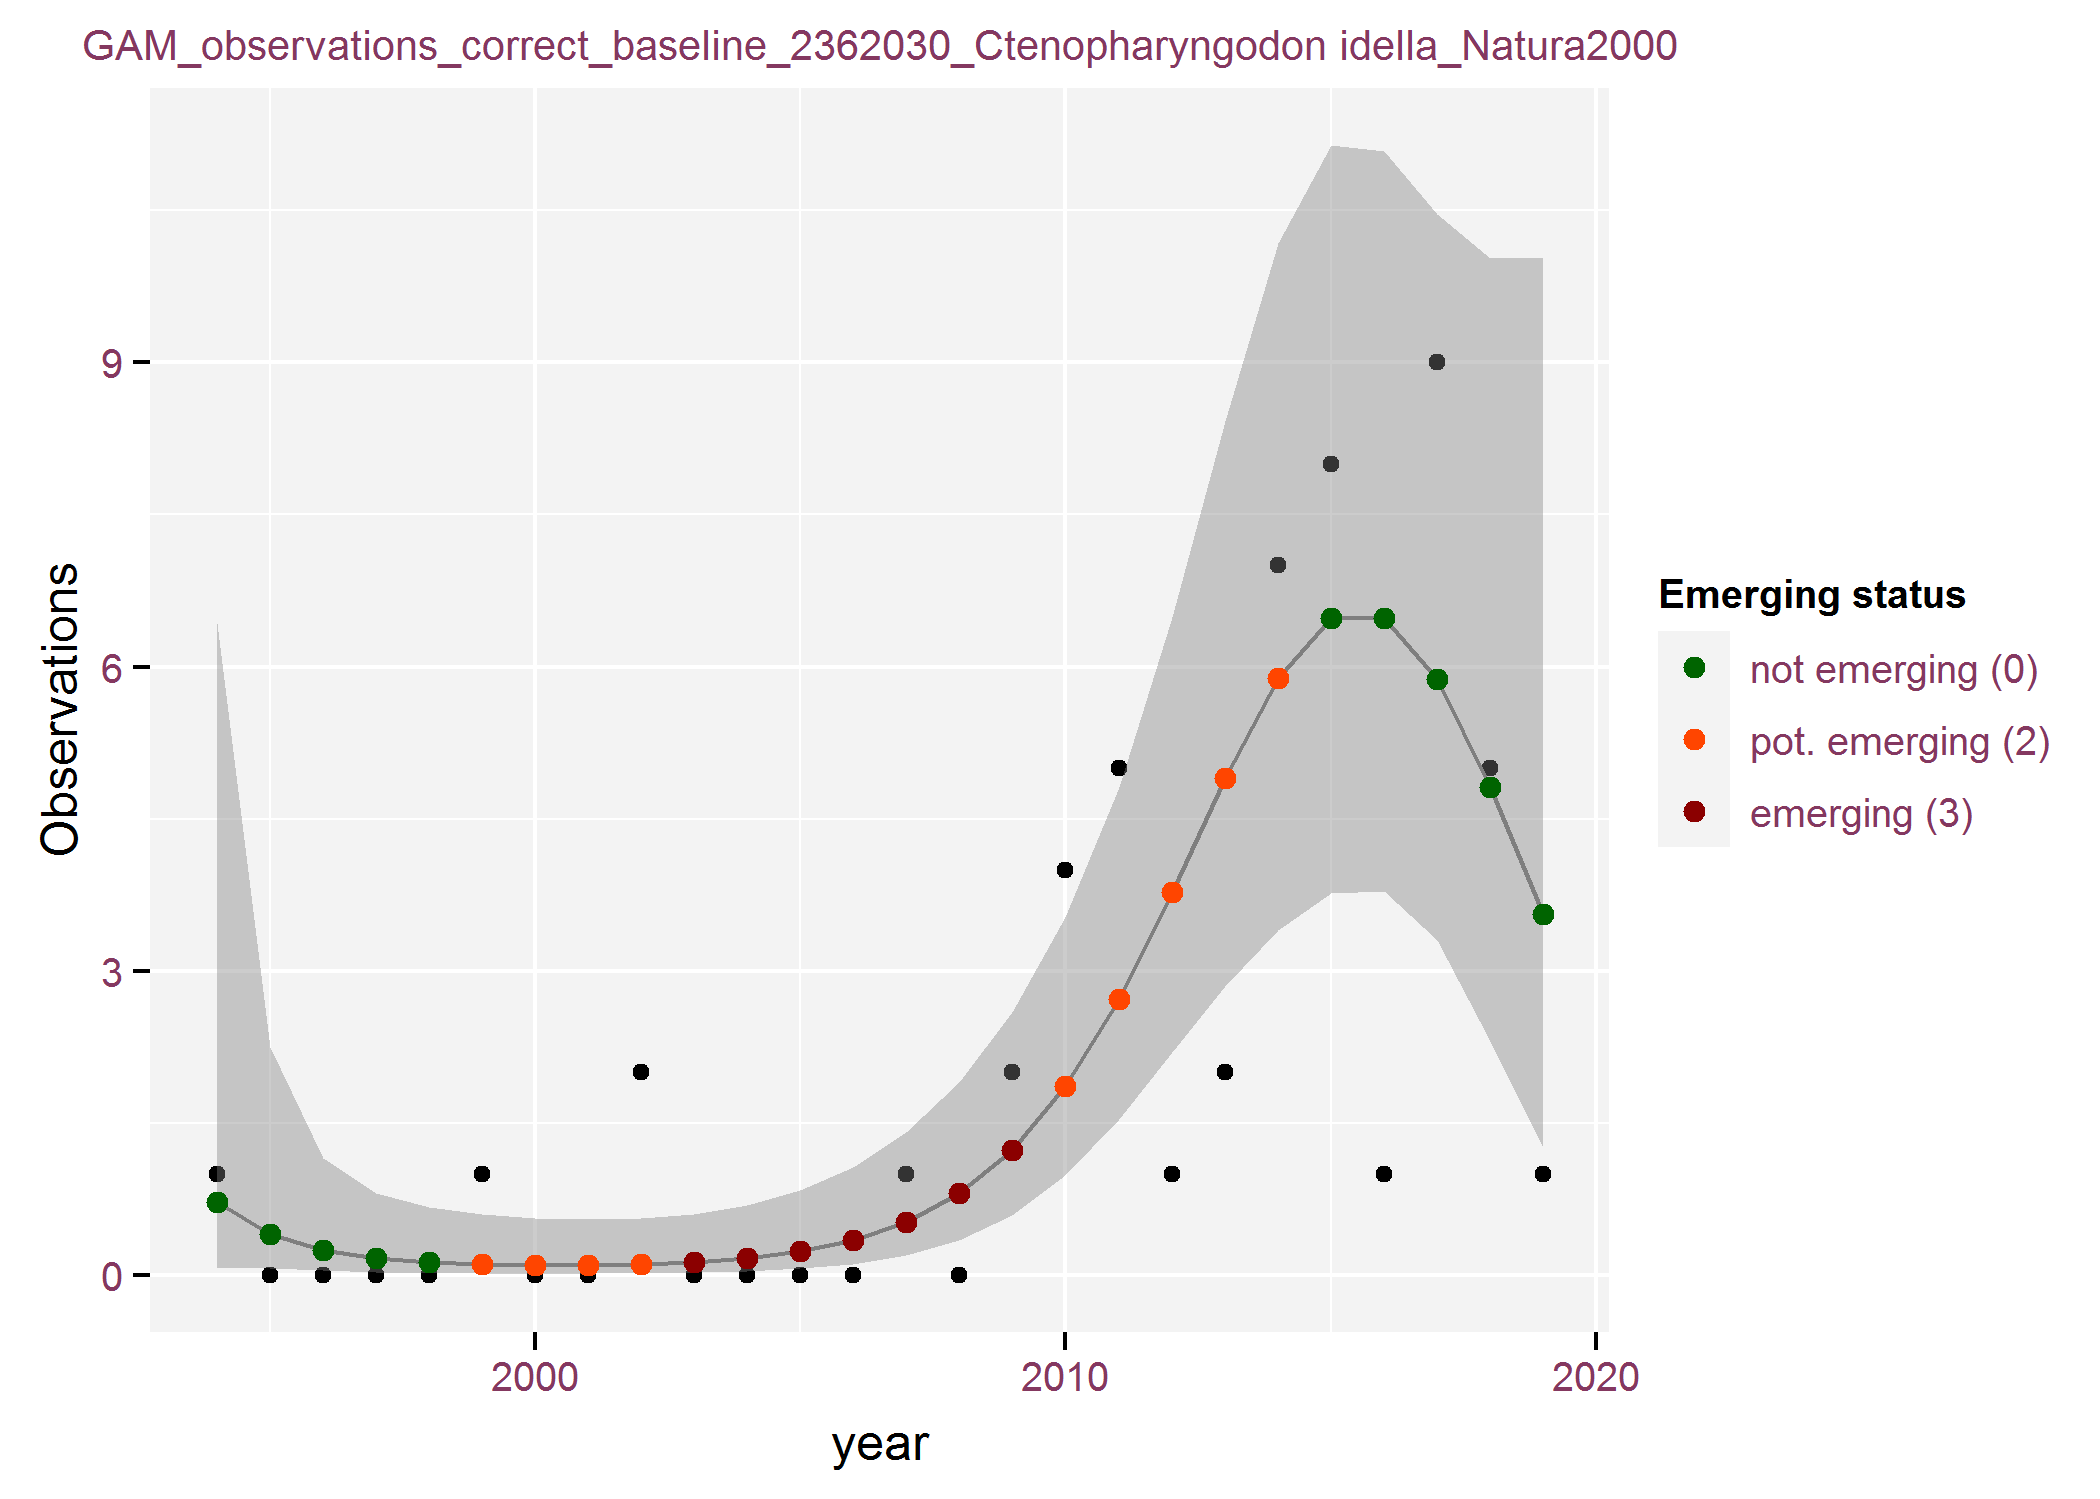 GAM_observations_correct_baseline_2362030_Ctenopharyngodon idella_Natura2000
Observations
9
6
3
0
2000
2010
2020
year
Emerging status
not emerging (0)
pot. emerging (2)
emerging (3)